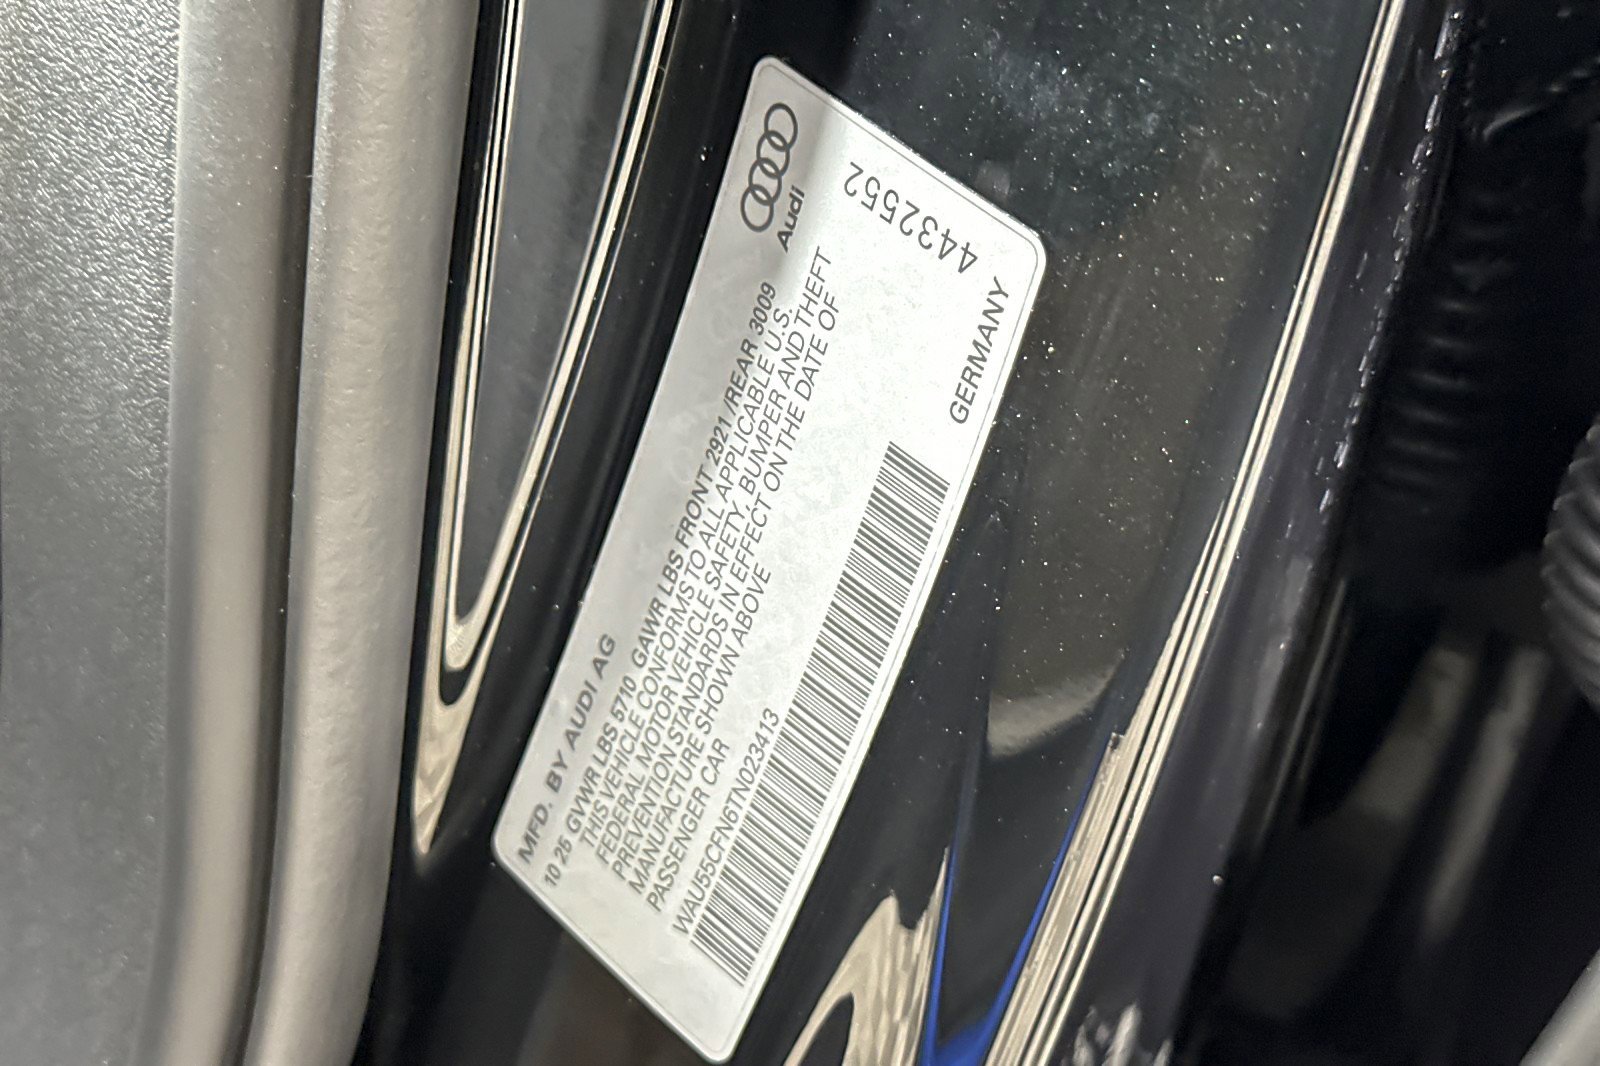 Audi
MFD. BY AUDI AG
10 25 GVWR LBS 5710 GAWR LBS FRONT 2921 /REAR 3009
THIS VEHICLE CONFORMS TO ALL APPLICABLE U.S.
FEDERAL MOTOR VEHICLE SAFETY, BUMPER AND THEFT
PREVENTION STANDARDS IN EFFECT ON THE DATE OF
MANUFACTURE SHOWN ABOVE
PASSENGER CAR
WAU55CFN6TN023413
4432552
GERMANY